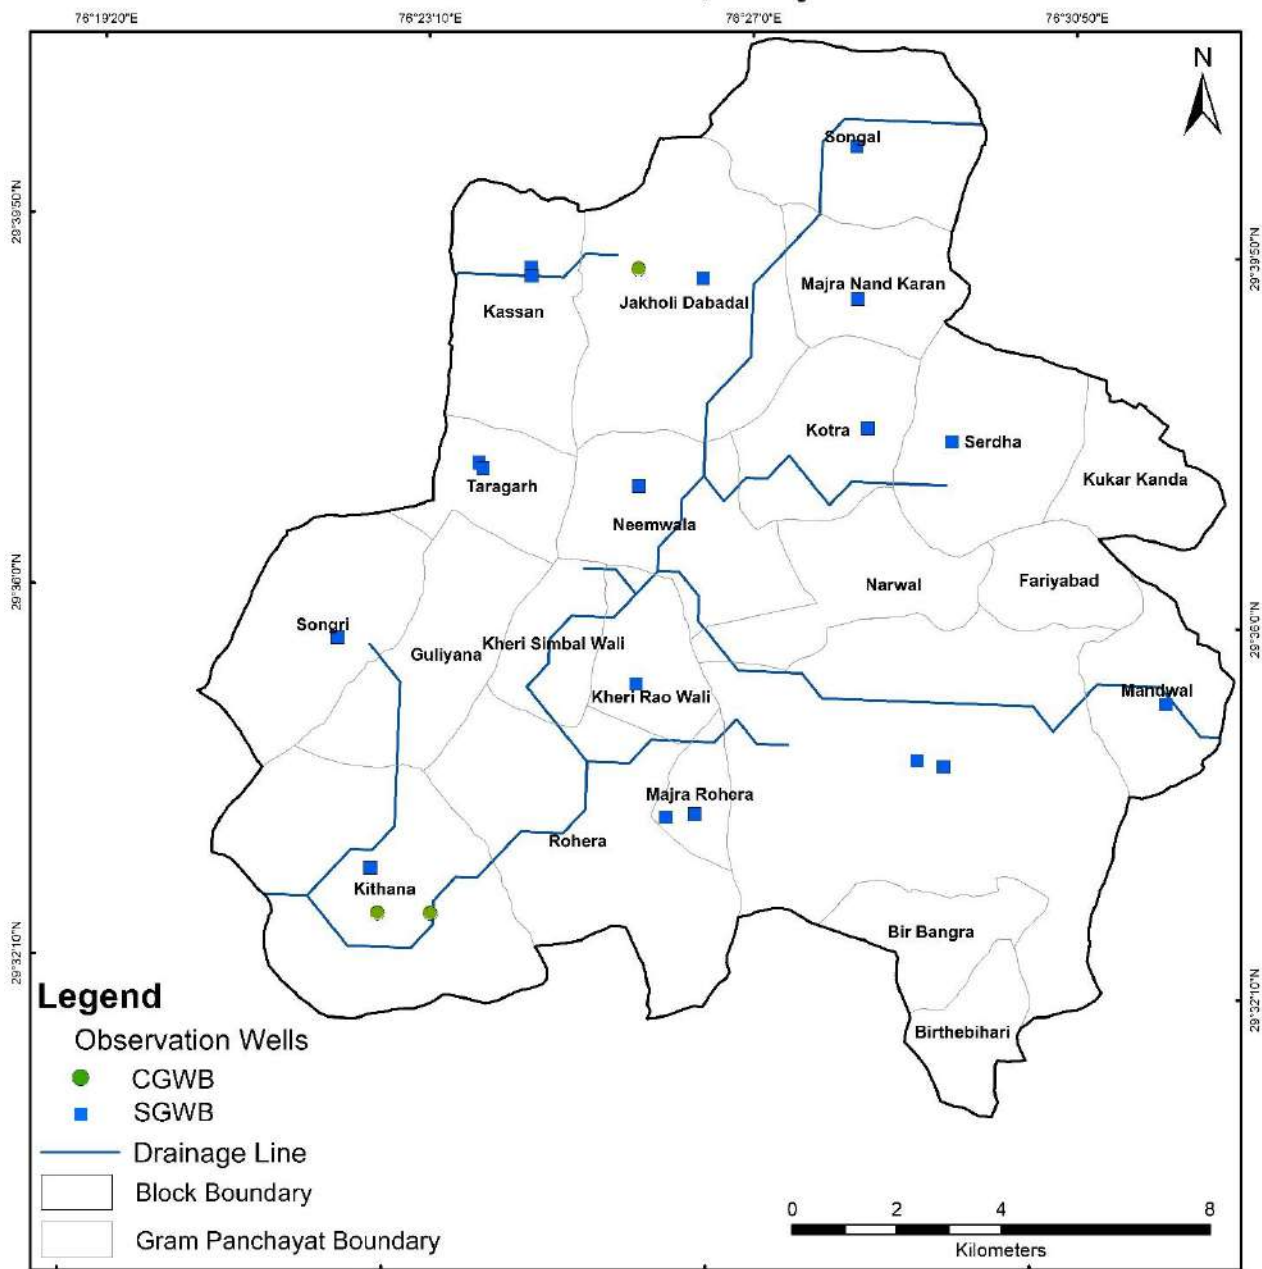 76°19'20"E 76°23'10"E 76°27'0"E 76°30'50"E
N
Songal
29°39'50"N
29°39'50"N
Majra Nand Karan
Jakholi Dabadal
Kassan
Kotra
Serdha
Kukar Kanda
Taragarh
Neemwala
29°36'0"N
Fariyabad
Narwal
Songri
29°36'0"N
Kheri Simbal Wali
Guliyana
Mandwal
Kheri Rao Wali
Majra Rohera
Rohera
Kithana
Bir Bangra
29°32'10"N
29°32'10"N
Birthebihari
Legend
Observation Wells
CGWB
SGWB
Drainage Line
Block Boundary
Gram Panchayat Boundary
0 2 4 8
Kilometers